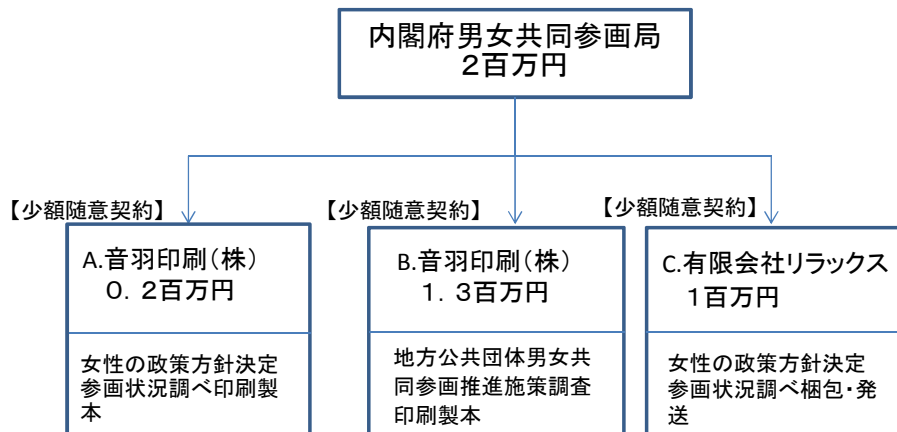 内閣府男女共同参画局
２百万円
【少額随意契約】
【少額随意契約】
【少額随意契約】
A.音羽印刷（株）
０．２百万円
女性の政策方針決定
参画状況調べ印刷製
本
B.音羽印刷（株）
１．３百万円
地方公共団体男女共
同参画推進施策調査
印刷製本
C.有限会社リラックス
１百万円
女性の政策方針決定
参画状況調べ梱包・発
送